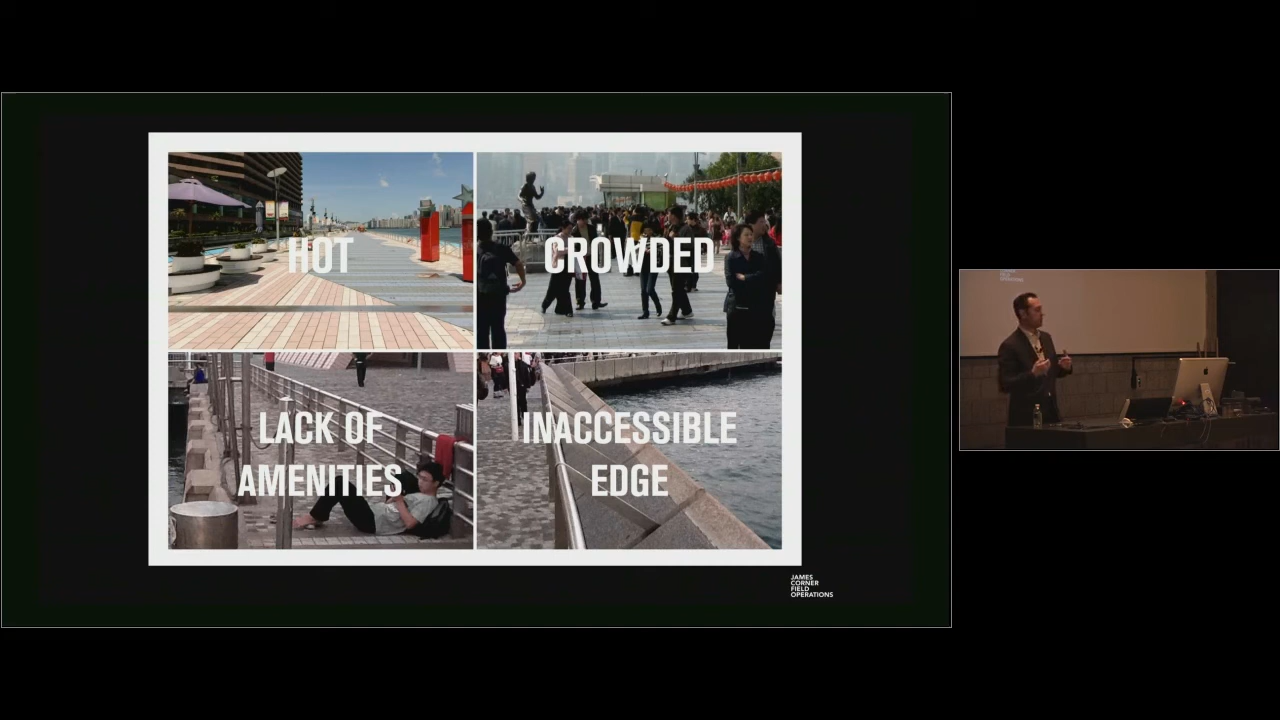 HOT
CROWDED
LACK OF
AMENITIES
INACCESSIBLE
EDGE
JAMES
CORNER
FIELD
OPERATIONS